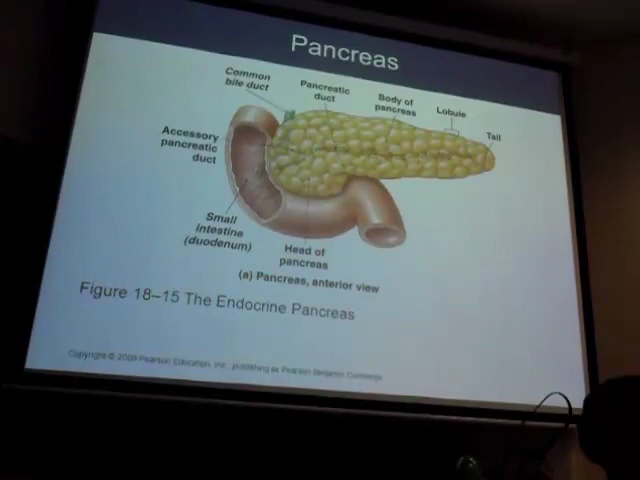 Pancreas
Common
bile duct
Pancreatic
duct
Body of
pancreas
Lobule
Tail
Accessory
pancreatic
duct
Small
intestine
(duodenum)
Head of
pancreas
(a) Pancreas, anterior view
Figure 18–15 The Endocrine Pancreas
Copyright © 2009 Pearson Education, Inc., publishing as Pearson Benjamin Cummings